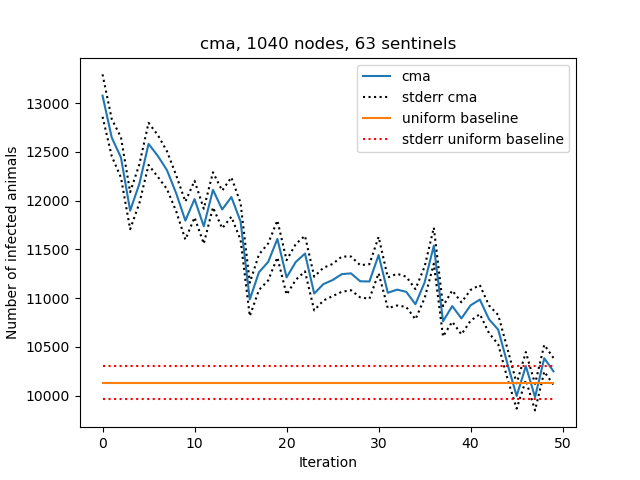 cma, 1040 nodes, 63 sentinels
cma
stderr cma
uniform baseline
stderr uniform baseline
Number of infected animals
13000
12500
12000
11500
11000
10500
10000
0 10 20 30 40 50
Iteration